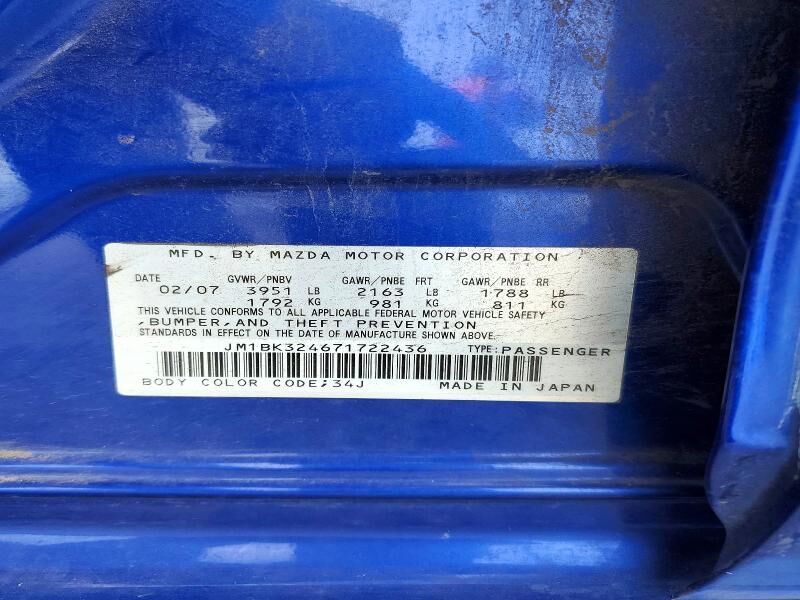 MFD. BY MAZDA MOTOR CORPORATION
DATE GVWR/PNBV GAWR/PNBE FRT GAWR/PNBE RR
02/07 3951 LB 2163 LB 1788 LB
1792 KG 981 KG 811 KG
THIS VEHICLE CONFORMS TO ALL APPLICABLE FEDERAL MOTOR VEHICLE SAFETY
,BUMPER,AND THEFT PREVENTION
STANDARDS IN EFFECT ON THE DATE OF MANUFACTURE SHOWN ABOVE.
JM1BK324671722436 TYPE:PASSENGER
BODY COLOR CODE;34J MADE IN JAPAN